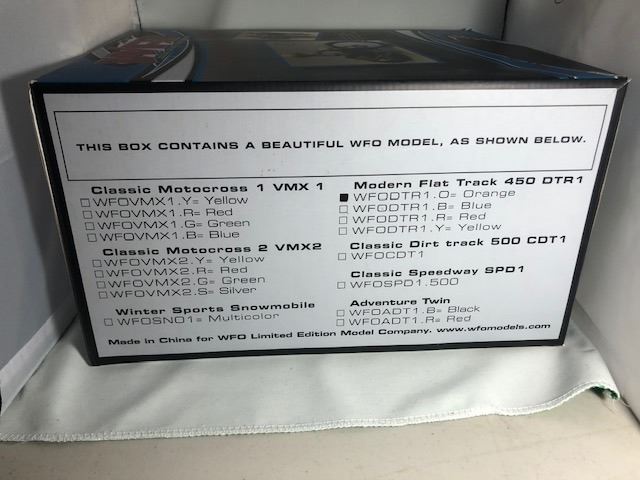 THIS BOX CONTAINS A BEAUTIFUL WFO MODEL, AS SHOWN BELOW.
Classic Motocross 1 VMX 1
□ WFOVMX1.Y= Yellow
□ WFOVMX1.R= Red
□ WFOVMX1.G= Green
□ WFOVMX1.B= Blue
Classic Motocross 2 VMX2
□ WFOVMX2.Y= Yellow
□ WFOVMX2.R= Red
□ WFOVMX2.G= Green
□ WFOVMX2.S= Silver
Winter Sports Snowmobile
□ WFOSNO1= Multicolor
Modern Flat Track 450 DTR1
■ WFODTR1.O= Orange
□ WFODTR1.B= Blue
□ WFODTR1.R= Red
□ WFODTR1.Y= Yellow
Classic Dirt track 500 CDT1
□ WFOCDT1
Classic Speedway SPD1
□ WFOSPD1.500
Adventure Twin
□ WFOADT1.B= Black
□ WFOADT1.R= Red
Made in China for WFO Limited Edition Model Company. www.wfomodels.com